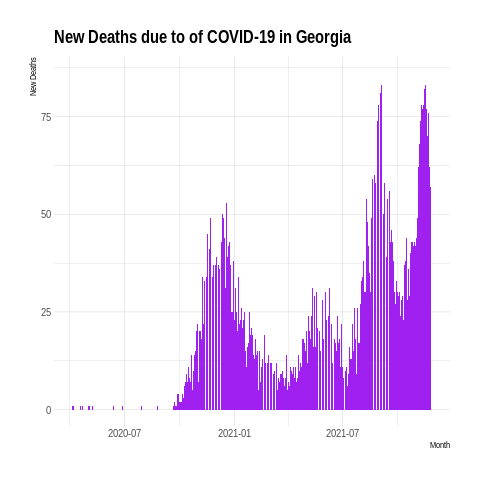 New Deaths due to of COVID-19 in Georgia
New Deaths
75
50
25
0
2020-07
2021-01
2021-07
Month